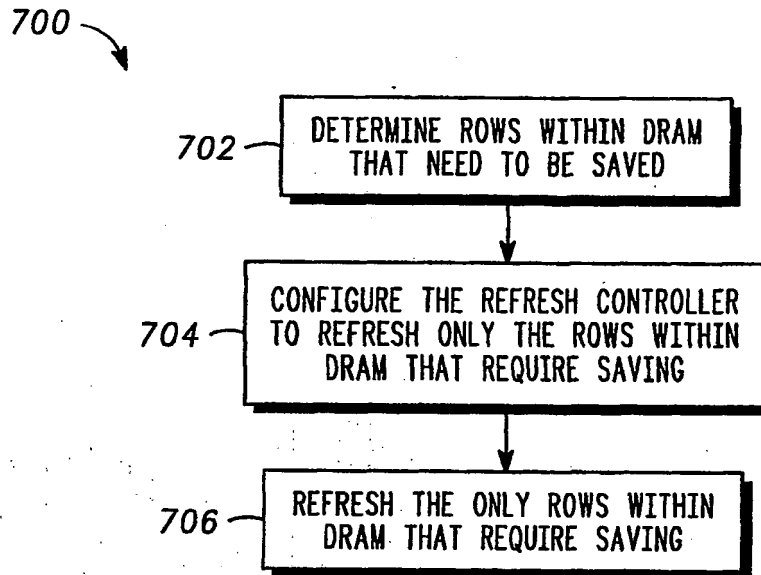 700
702
DETERMINE ROWS WITHIN DRAM
THAT NEED TO BE SAVED
704
CONFIGURE THE REFRESH CONTROLLER
TO REFRESH ONLY THE ROWS WITHIN
DRAM THAT REQUIRE SAVING
706
REFRESH THE ONLY ROWS WITHIN
DRAM THAT REQUIRE SAVING